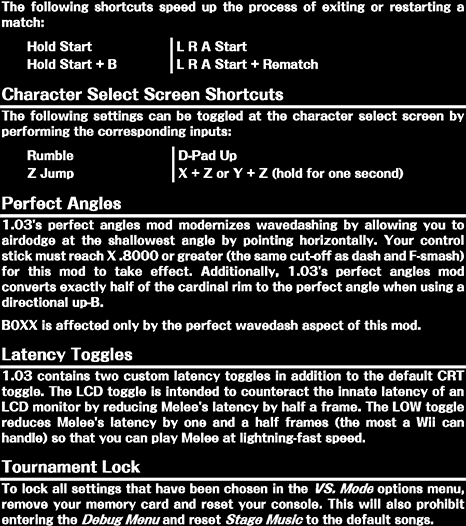 The following shortcuts speed up the process of exiting or restarting a
match:
Hold Start L R A Start
Hold Start + B L R A Start + Rematch
Character Select Screen Shortcuts
The following settings can be toggled at the character select screen by
performing the corresponding inputs:
Rumble D-Pad Up
Z Jump X + Z or Y + Z (hold for one second)
Perfect Angles
1.03's perfect angles mod modernizes wavedashing by allowing you to
airdodge at the shallowest angle by pointing horizontally. Your control
stick must reach X .8000 or greater (the same cut-off as dash and F-smash)
for this mod to take effect. Additionally, 1.03's perfect angles mod
converts exactly half of the cardinal rim to the perfect angle when using a
directional up-B.
B0XX is affected only by the perfect wavedash aspect of this mod.
Latency Toggles
1.03 contains two custom latency toggles in addition to the default CRT
toggle. The LCD toggle is intended to counteract the innate latency of an
LCD monitor by reducing Melee's latency by half a frame. The LOW toggle
reduces Melee's latency by one and a half frames (the most a Wii can
handle) so that you can play Melee at lightning-fast speed.
Tournament Lock
To lock all settings that have been chosen in the VS. Mode options menu,
remove your memory card and reset your console. This will also prohibit
entering the Debug Menu and reset Stage Music to the default songs.